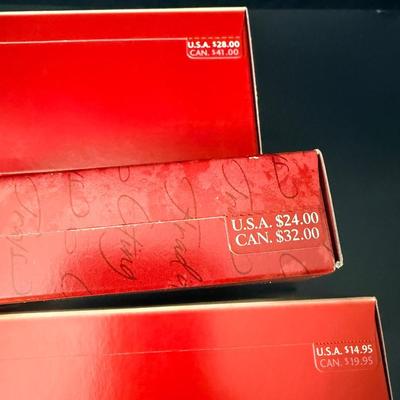 U.S.A. $28.00
CAN. $41.00
U.S.A. $24.00
CAN. $32.00
U.S.A. $14.95
CAN. $19.95